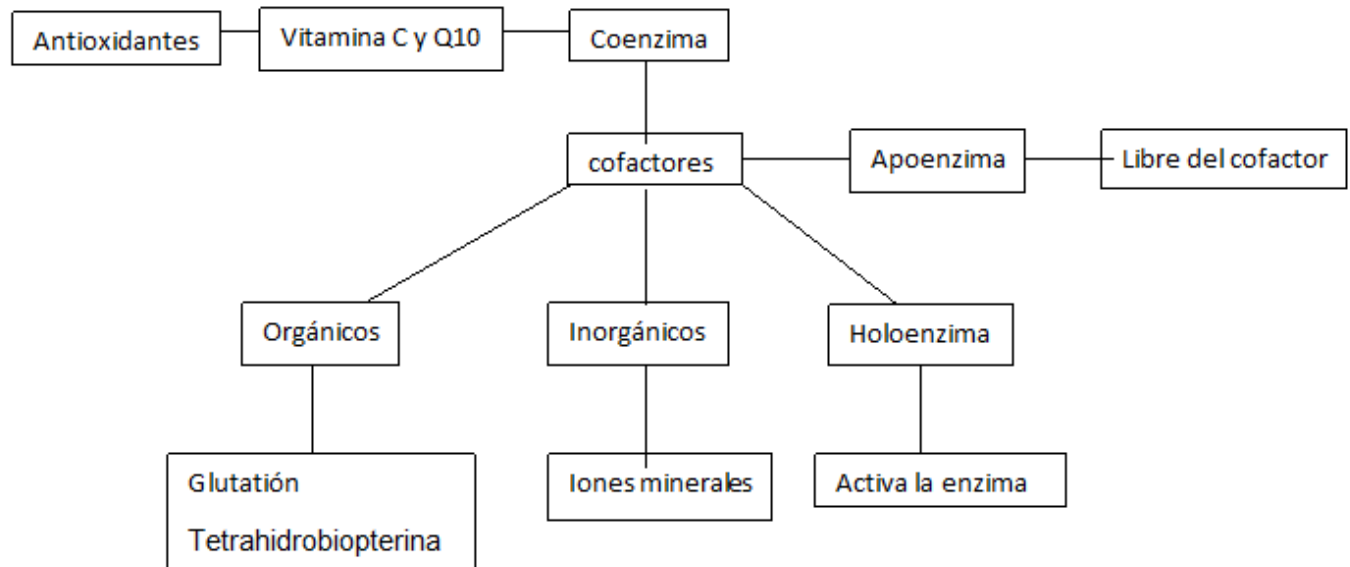 Antioxidantes
Vitamina C y Q10
Coenzima
cofactores
Apoenzima
Libre del cofactor
Orgánicos
Inorgánicos
Holoenzima
Glutatión
Tetrahidrobiopterina
Iones minerales
Activa la enzima